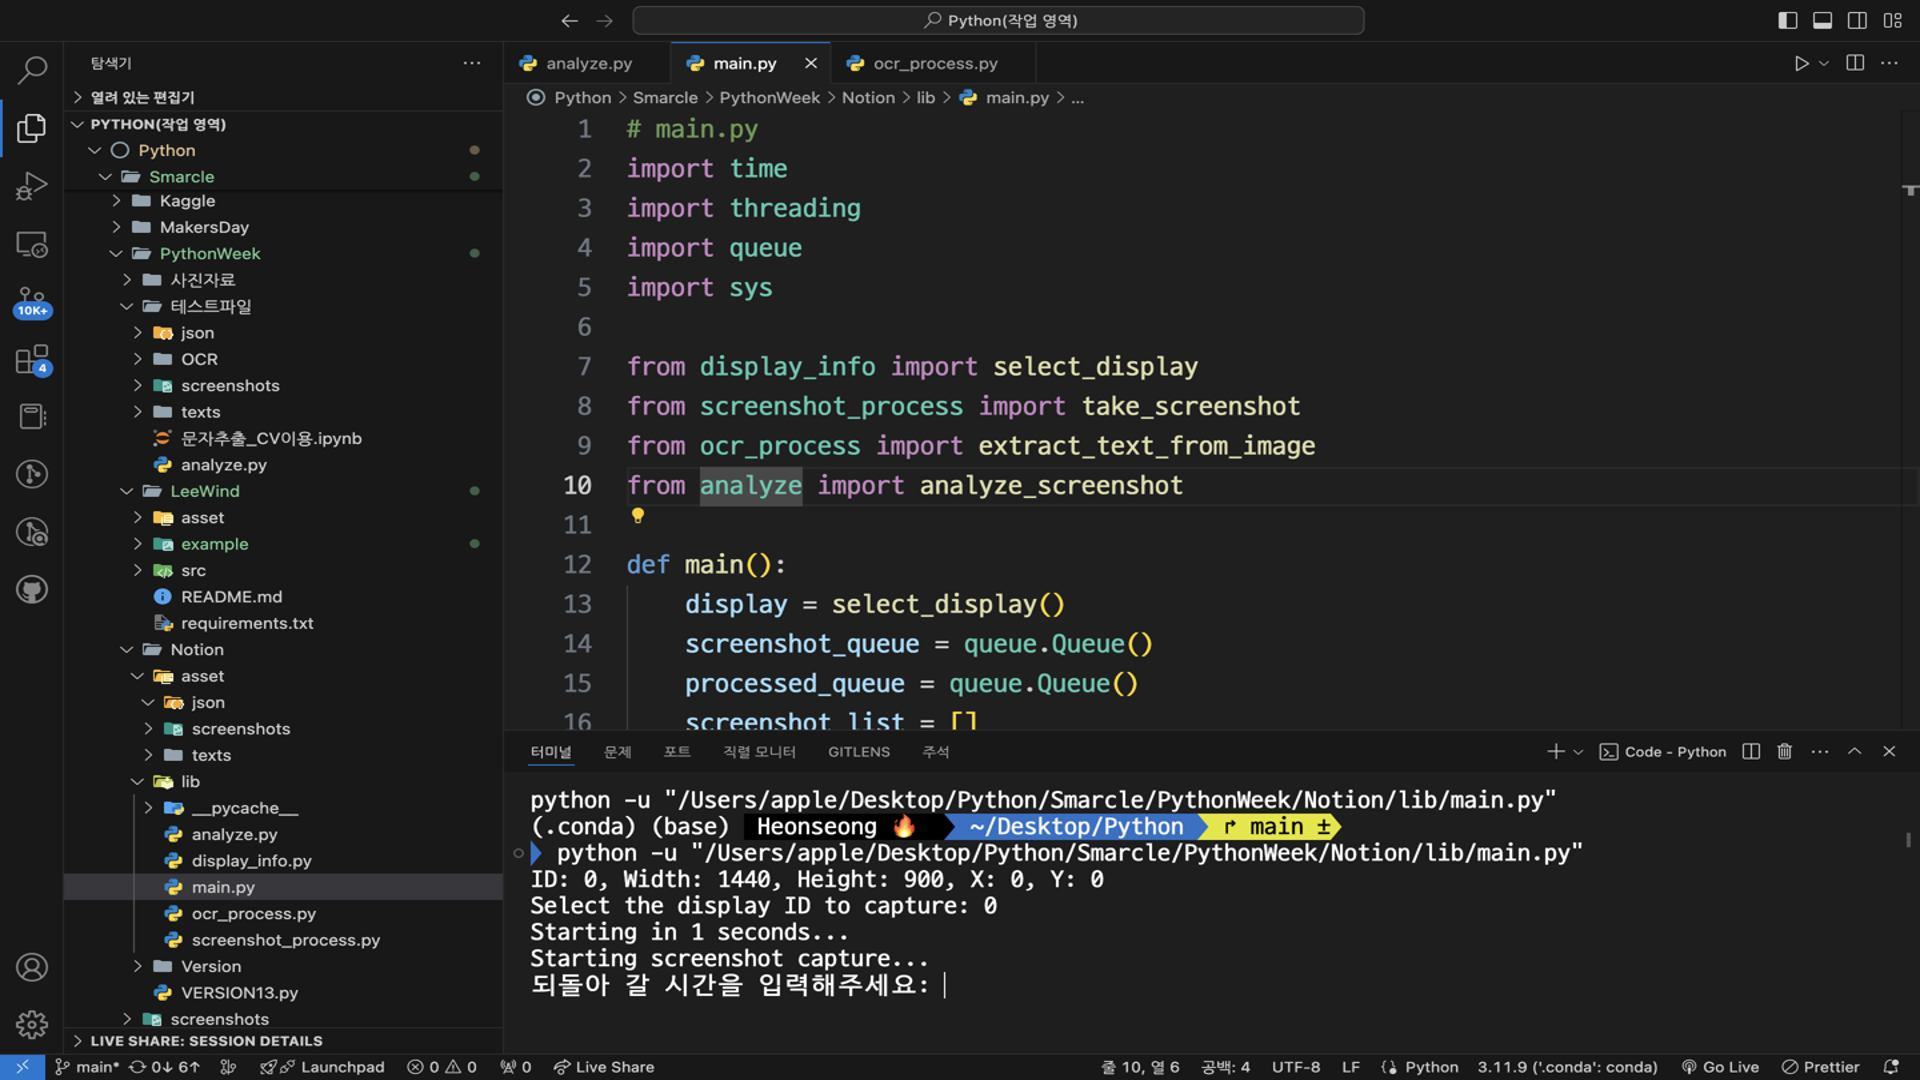 Python(작업 영역)
탐색기
열려 있는 편집기
PYTHON(작업 영역)
Python
Smarcle
Kaggle
MakersDay
PythonWeek
사진자료
테스트파일
json
OCR
screenshots
texts
문자추출_CV이용.ipynb
analyze.py
LeeWind
asset
example
src
README.md
requirements.txt
Notion
asset
json
screenshots
texts
lib
__pycache__
analyze.py
display_info.py
main.py
ocr_process.py
screenshot_process.py
Version
VERSION13.py
screenshots
LIVE SHARE: SESSION DETAILS
10K+
4
analyze.py main.py ocr_process.py
Python > Smarcle > PythonWeek > Notion > lib > main.py > ...
1 # main.py
2 import time
3 import threading
4 import queue
5 import sys
6
7 from display_info import select_display
8 from screenshot_process import take_screenshot
9 from ocr_process import extract_text_from_image
10 from analyze import analyze_screenshot
11
12 def main():
13 display = select_display()
14 screenshot_queue = queue.Queue()
15 processed_queue = queue.Queue()
16 screenshot_list = []
터미널 문제 포트 직렬 모니터 GITLENS 주석 Code - Python
python -u "/Users/apple/Desktop/Python/Smarcle/PythonWeek/Notion/lib/main.py"
(.conda) (base) Heonseong 🔥 ~/Desktop/Python main ±
python -u "/Users/apple/Desktop/Python/Smarcle/PythonWeek/Notion/lib/main.py"
ID: 0, Width: 1440, Height: 900, X: 0, Y: 0
Select the display ID to capture: 0
Starting in 1 seconds...
Starting screenshot capture...
되돌아 갈 시간을 입력해주세요:
main* 0↓ 6↑ Launchpad 0 0 0 Live Share 줄 10, 열 6 공백: 4 UTF-8 LF Python 3.11.9 ('.conda': conda) Go Live Prettier